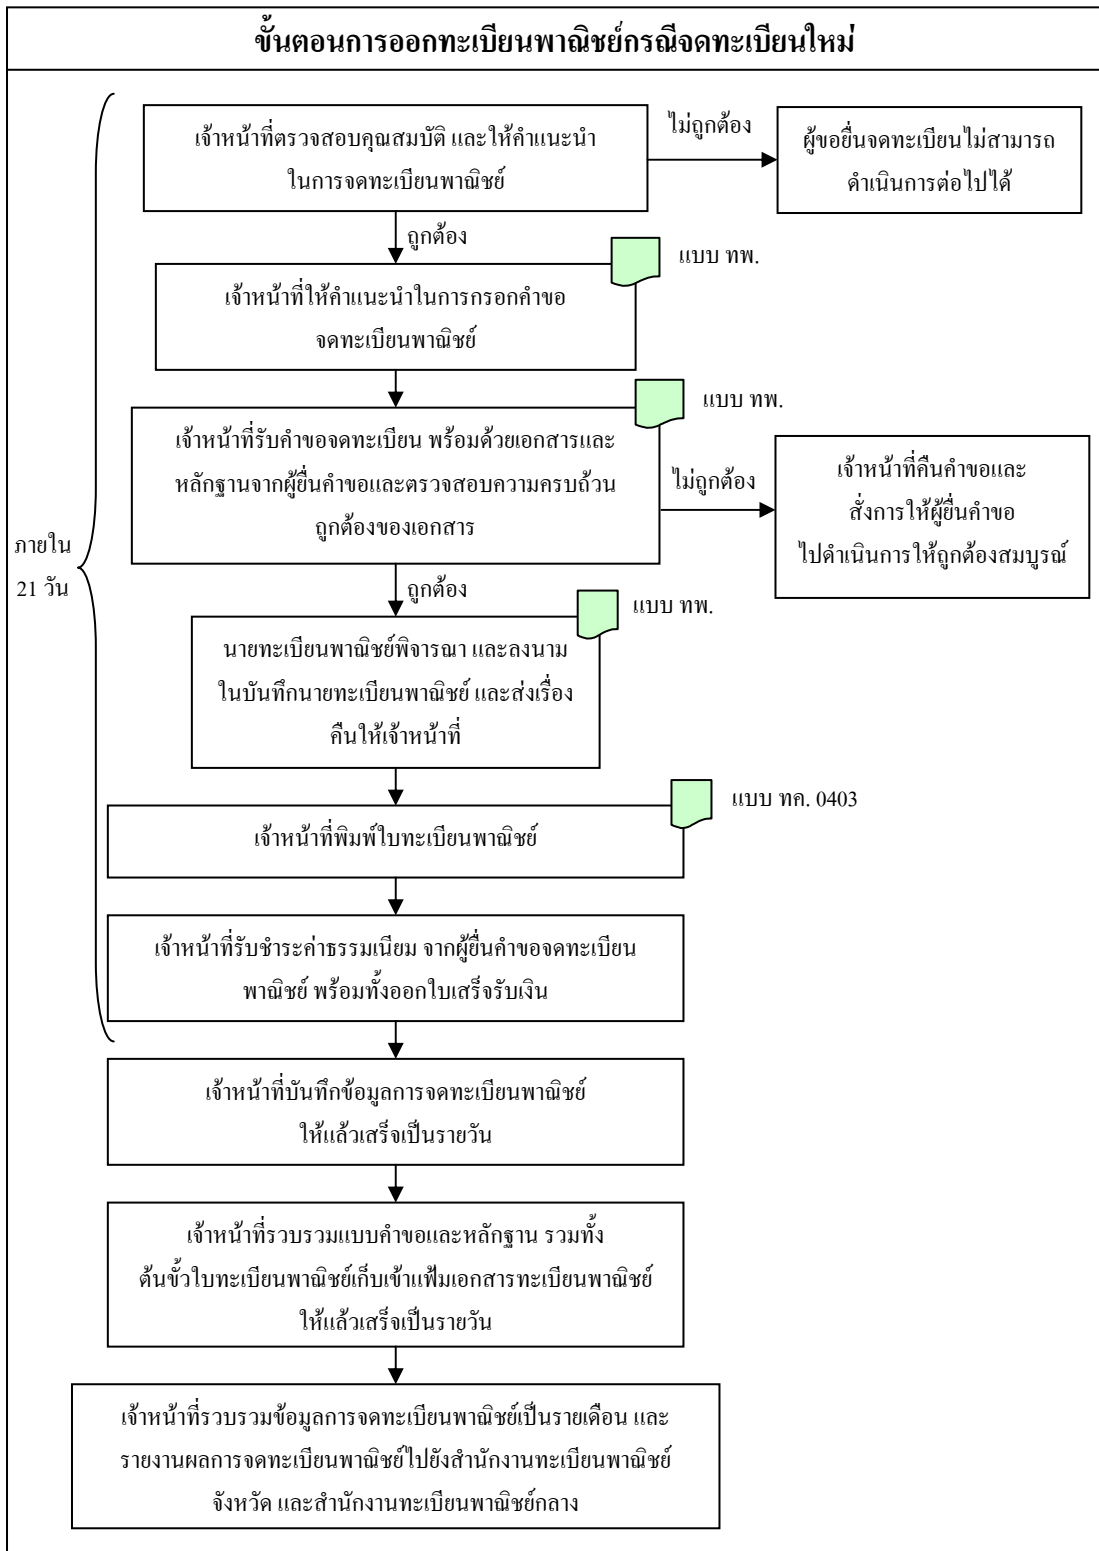 ขั้นตอนการออกทะเบียนพาณิชย์กรณีจดทะเบียนใหม่
เจ้าหน้าที่ตรวจสอบคุณสมบัติ และให้คำแนะนำ
ในการจดทะเบียนพาณิชย์
ไม่ถูกต้อง
ผู้ขอยื่นจดทะเบียนไม่สามารถ
ดำเนินการต่อไปได้
ถูกต้อง
แบบ ทพ.
เจ้าหน้าที่ให้คำแนะนำในการกรอกคำขอ
จดทะเบียนพาณิชย์
แบบ ทพ.
เจ้าหน้าที่รับคำขอจดทะเบียน พร้อมด้วยเอกสารและ
หลักฐานจากผู้ยื่นคำขอและตรวจสอบความครบถ้วน
ถูกต้องของเอกสาร
ไม่ถูกต้อง
เจ้าหน้าที่คืนคำขอและ
สั่งการให้ผู้ยื่นคำขอ
ไปดำเนินการให้ถูกต้องสมบูรณ์
ภายใน
21 วัน
ถูกต้อง
แบบ ทพ.
นายทะเบียนพาณิชย์พิจารณา และลงนาม
ในบันทึกนายทะเบียนพาณิชย์ และส่งเรื่อง
คืนให้เจ้าหน้าที่
แบบ ทค. 0403
เจ้าหน้าที่พิมพ์ใบทะเบียนพาณิชย์
เจ้าหน้าที่รับชำระค่าธรรมเนียม จากผู้ยื่นคำขอจดทะเบียน
พาณิชย์ พร้อมทั้งออกใบเสร็จรับเงิน
เจ้าหน้าที่บันทึกข้อมูลการจดทะเบียนพาณิชย์
ให้แล้วเสร็จเป็นรายวัน
เจ้าหน้าที่รวบรวมแบบคำขอและหลักฐาน รวมทั้ง
ต้นขั้วใบทะเบียนพาณิชย์เก็บเข้าแฟ้มเอกสารทะเบียนพาณิชย์
ให้แล้วเสร็จเป็นรายวัน
เจ้าหน้าที่รวบรวมข้อมูลการจดทะเบียนพาณิชย์เป็นรายเดือน และ
รายงานผลการจดทะเบียนพาณิชย์ไปยังสำนักงานทะเบียนพาณิชย์
จังหวัด และสำนักงานทะเบียนพาณิชย์กลาง